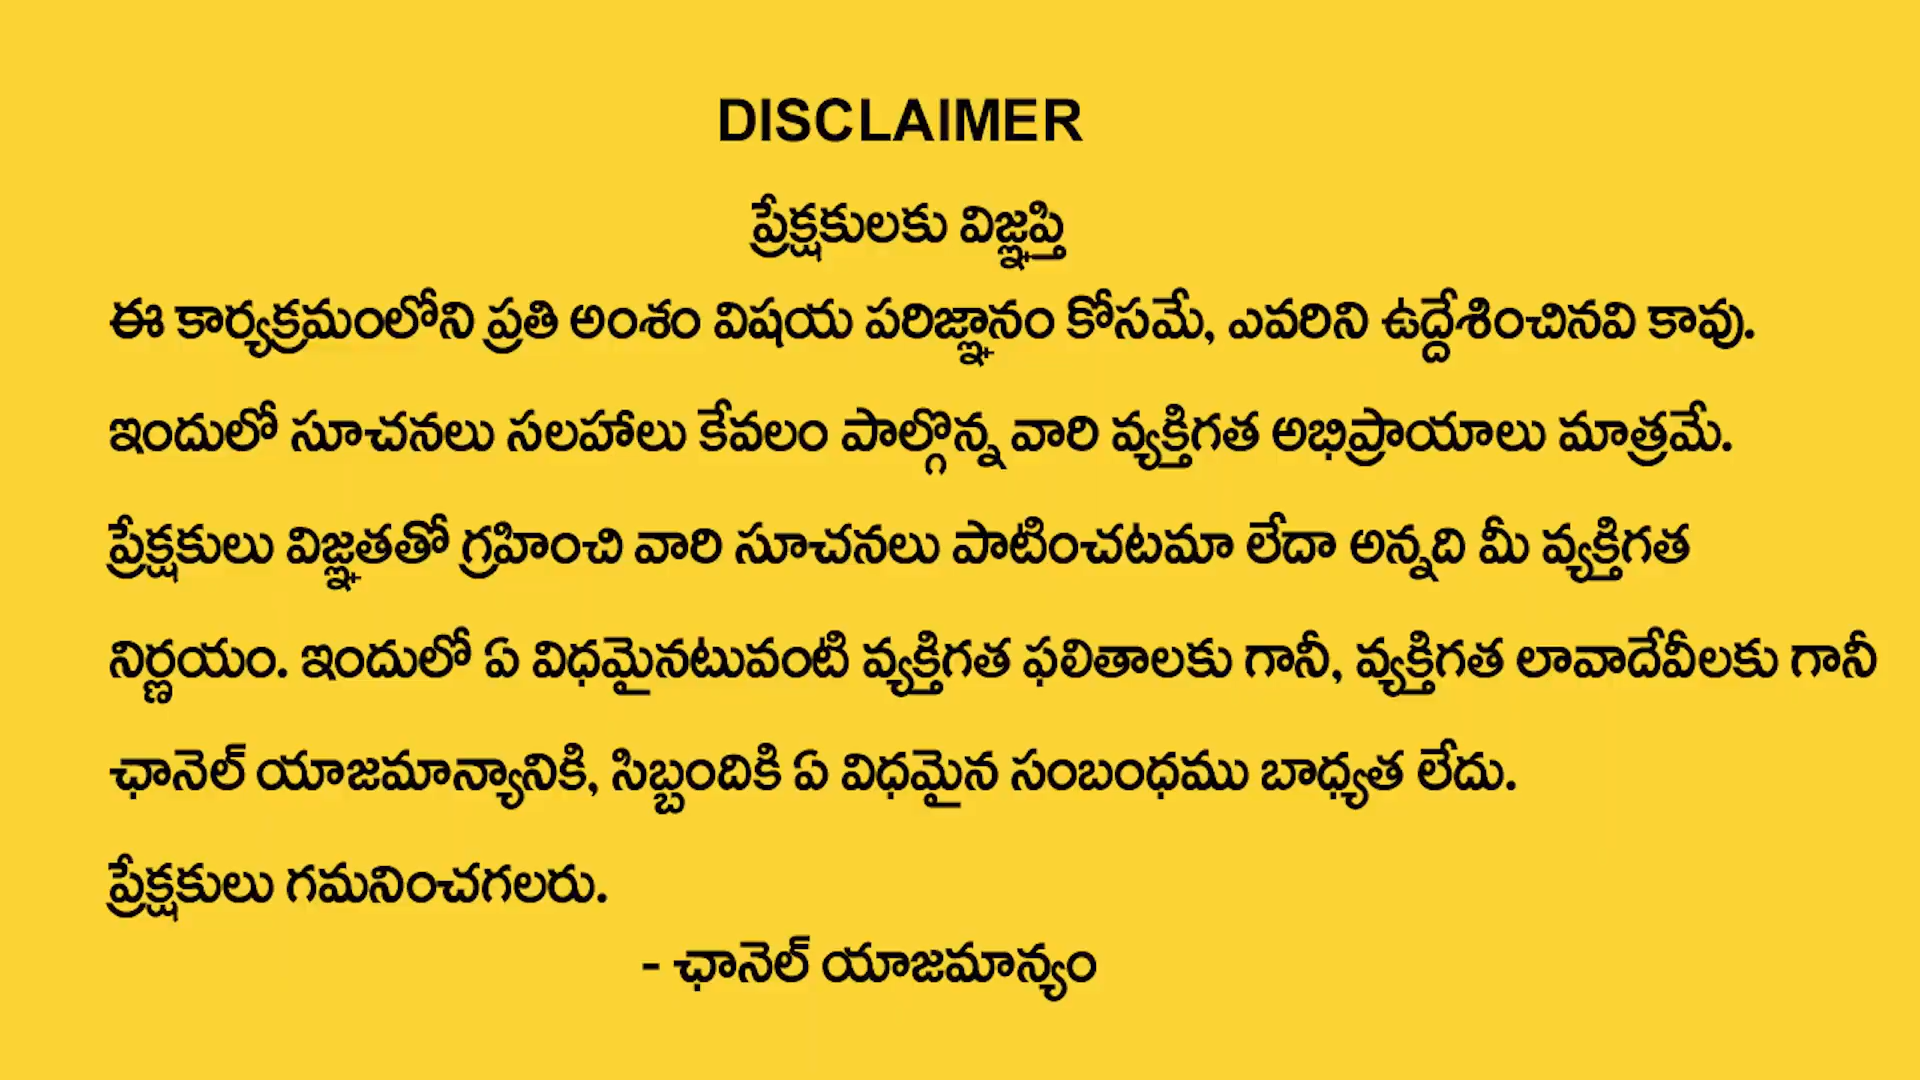 DISCLAIMER
ప్రేక్షకులకు విజ్ఞప్తి
ఈ కార్యక్రమంలోని ప్రతి అంశం విషయ పరిజ్ఞానం కోసమే, ఎవరిని ఉద్దేశించినవి కావు.
ఇందులో సూచనలు సలహాలు కేవలం పాల్గొన్న వారి వ్యక్తిగత అభిప్రాయాలు మాత్రమే.
ప్రేక్షకులు విజ్ఞతతో గ్రహించి వారి సూచనలు పాటించటమా లేదా అన్నది మీ వ్యక్తిగత
నిర్ణయం. ఇందులో ఏ విధమైనటువంటి వ్యక్తిగత ఫలితాలకు గానీ, వ్యక్తిగత లావాదేవీలకు గానీ
ఛానెల్ యాజమాన్యానికి, సిబ్బందికి ఏ విధమైన సంబంధము బాధ్యత లేదు.
ప్రేక్షకులు గమనించగలరు.
- ఛానెల్ యాజమాన్యం